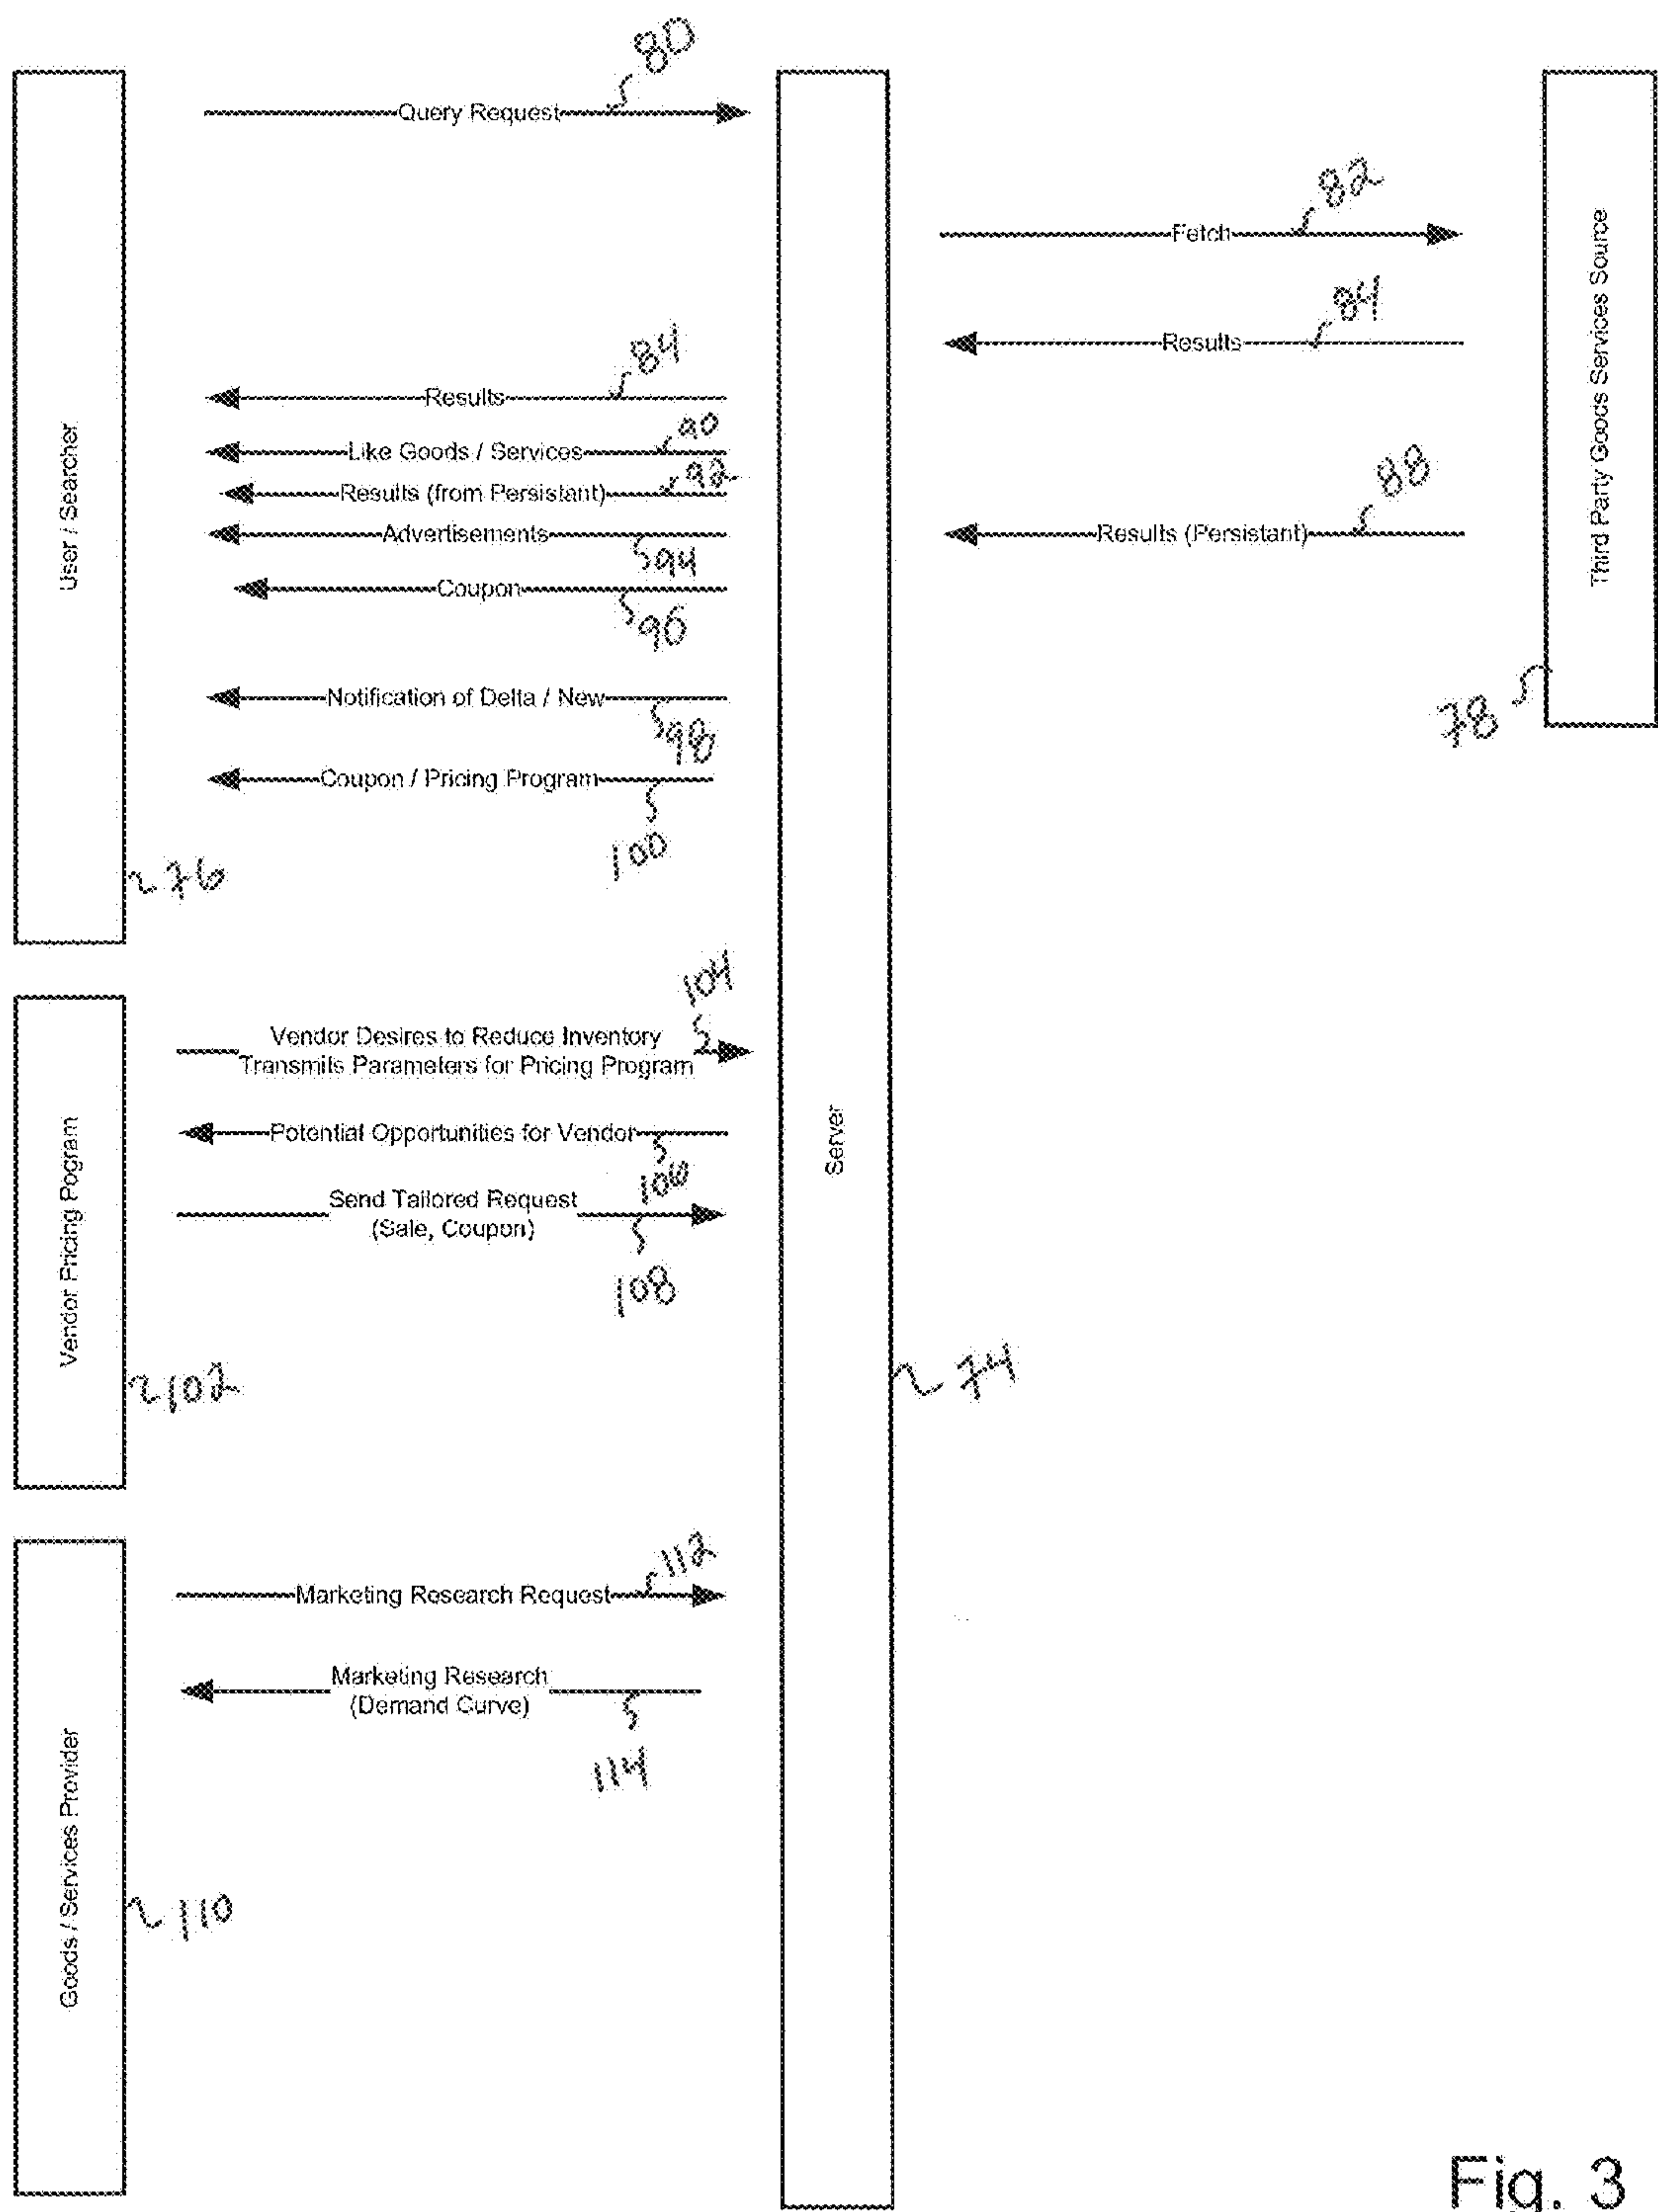 80
Query Request
82
Fetch
84
Results
84
Results
90
Like Goods / Services
92
Results (from Persistant)
88
Results (Persistant)
Advertisements
94
Coupon
96
Notification of Delta / New
98
Coupon / Pricing Program
100
User / Searcher
76
Third Party Goods Services Source
78
104
Vendor Desires to Reduce Inventory
Transmits Parameters for Pricing Program
Potential Opportunities for Vendor
106
Send Tailored Request
(Sale, Coupon)
108
Vendor Pricing Pogram
102
Server
74
112
Marketing Research Request
Marketing Research
(Demand Curve)
114
Goods / Services Provider
110
Fig. 3